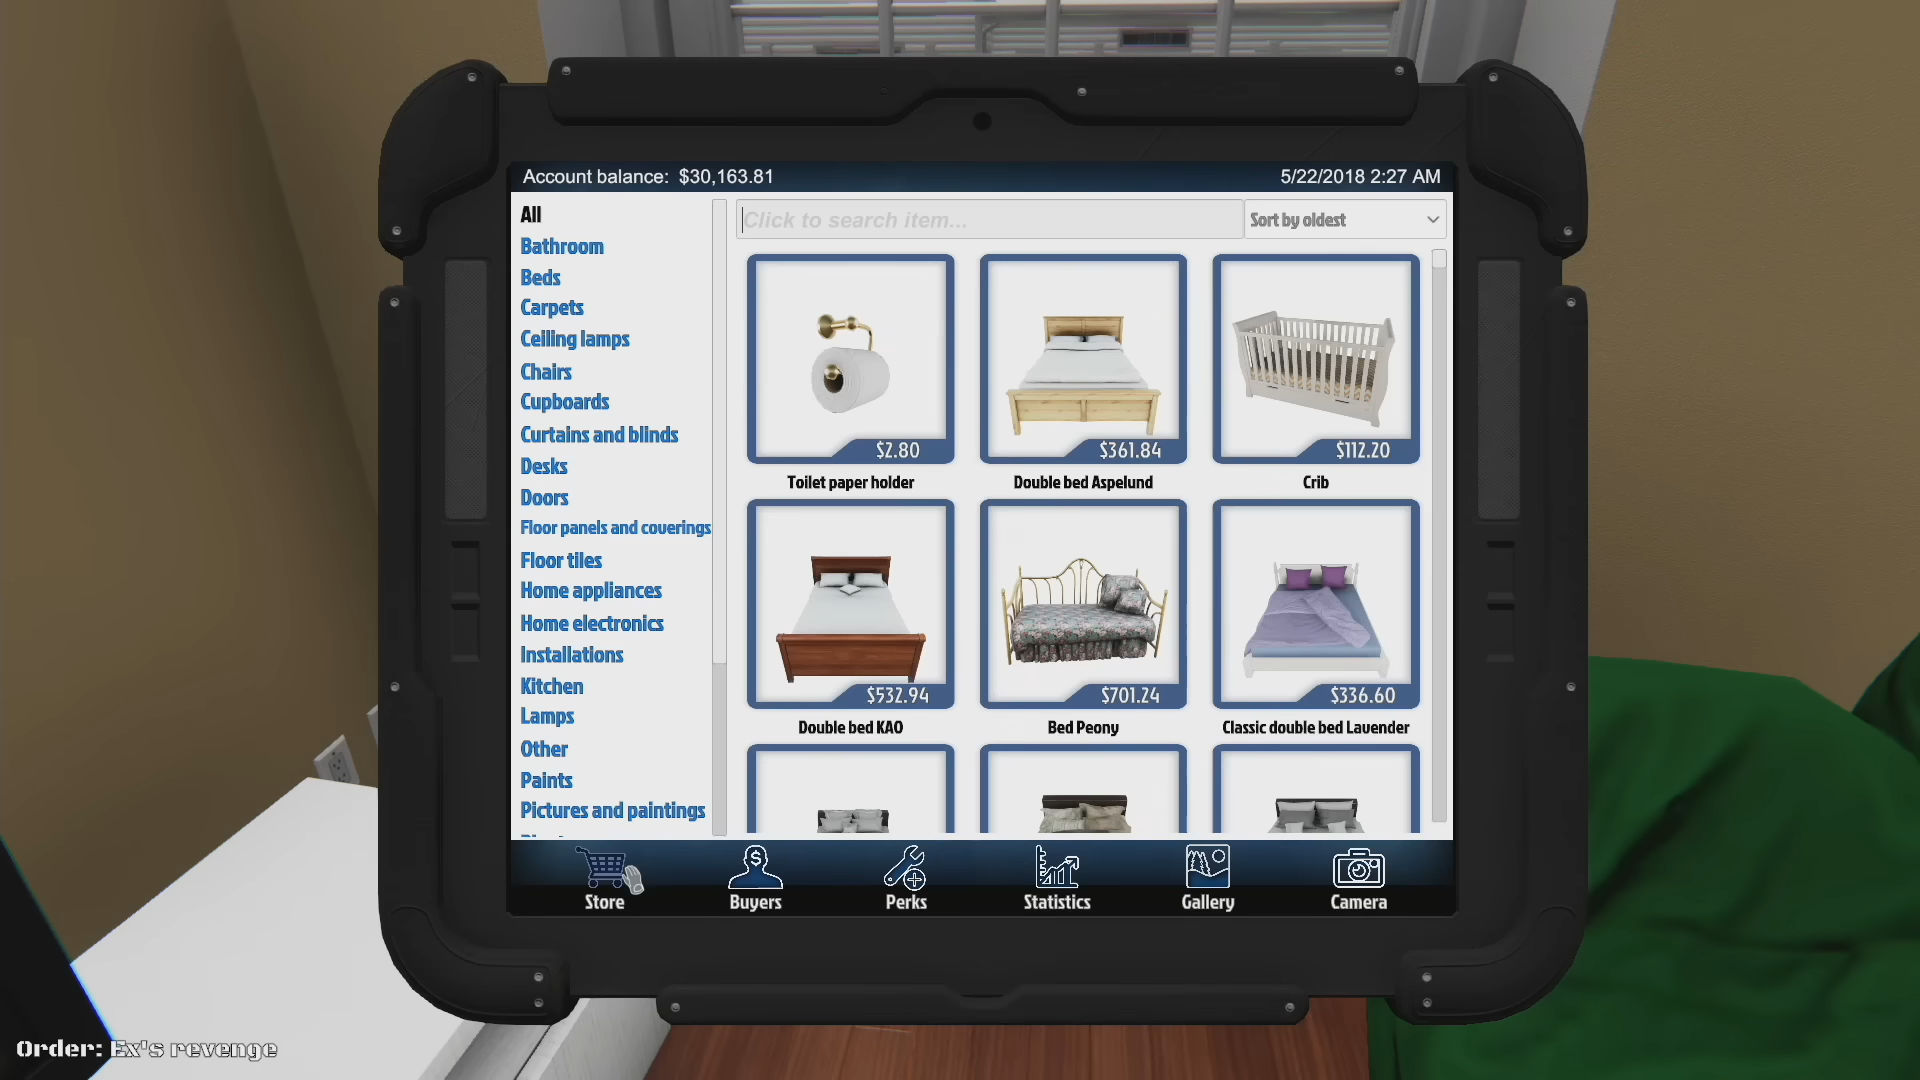 Account balance: $30,163.81
5/22/2018 2:27 AM
All
Bathroom
Beds
Carpets
Ceiling lamps
Chairs
Cupboards
Curtains and blinds
Desks
Doors
Floor panels and coverings
Floor tiles
Home appliances
Home electronics
Installations
Kitchen
Lamps
Other
Paints
Pictures and paintings
Click to search item...
Sort by oldest
$2.80
$361.84
$112.20
Toilet paper holder
Double bed Aspelund
Crib
$532.94
$701.24
$336.60
Double bed KAO
Bed Peony
Classic double bed Lavender
Store
Buyers
Perks
Statistics
Gallery
Camera
Order: Ex's revenge